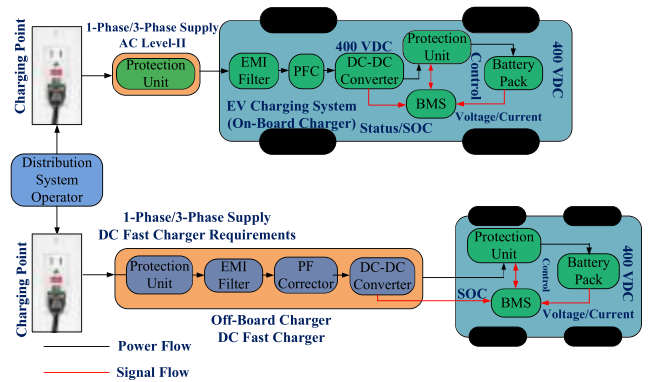 Charging Point
1-Phase/3-Phase Supply
AC Level-II
Protection
Unit
EMI
Filter
PFC
400 VDC
DC-DC
Converter
Protection
Unit
Control
Battery
Pack
400 VDC
BMS
EV Charging System
(On-Board Charger)
Status/SOC
Voltage/Current
Distribution
System
Operator
Charging Point
1-Phase/3-Phase Supply
DC Fast Charger Requirements
Protection
Unit
EMI
Filter
PF
Corrector
DC-DC
Converter
Off-Board Charger
DC Fast Charger
Protection
Unit
Control
Battery
Pack
400 VDC
SOC
BMS
Voltage/Current
Power Flow
Signal Flow